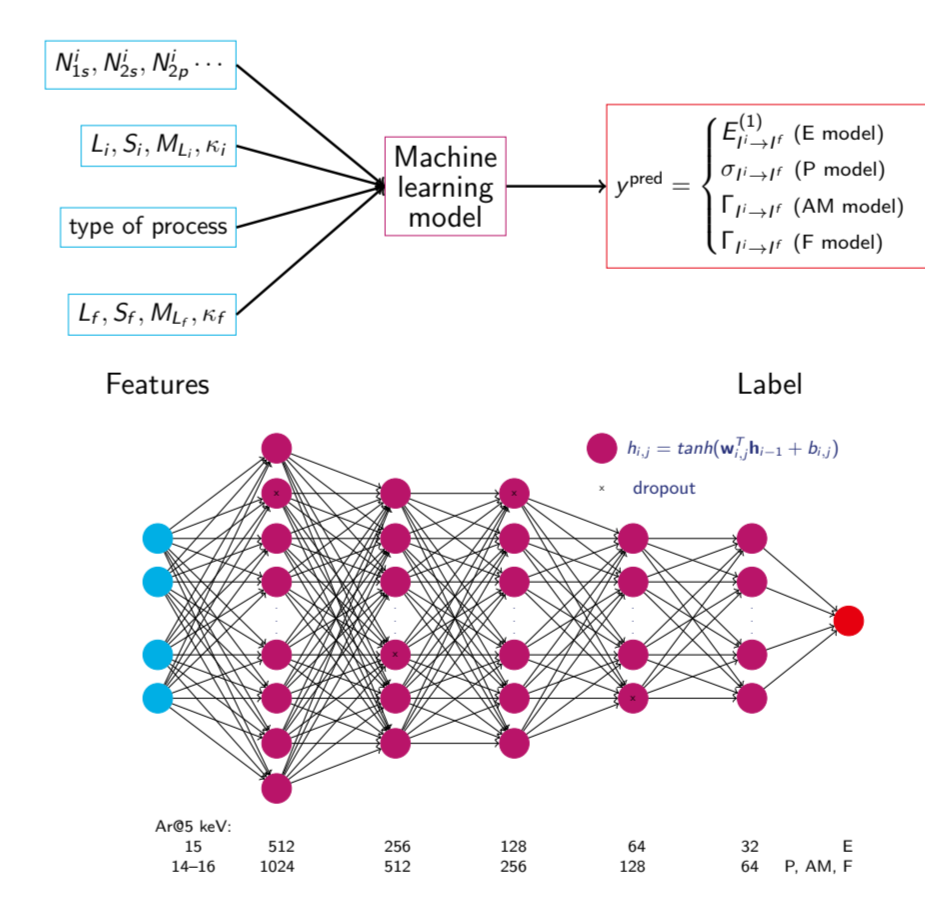 N^i_{1s}, N^i_{2s}, N^i_{2p} ⋯
L_i, S_i, M_{L_i}, κ_i
type of process
L_f, S_f, M_{L_f}, κ_f
Machine
learning
model
y^{pred} = {
E^{(1)}_{I^i→I^f} (E model)
σ_{I^i→I^f} (P model)
Γ_{I^i→I^f} (AM model)
Γ_{I^i→I^f} (F model)
Features
Label
h_{i,j} = tanh(w^T_{i,j} h_{i−1} + b_{i,j})
x dropout
x x
x
x
Ar@5 keV:
15 512 256 128 64 32 E
14–16 1024 512 256 128 64 P, AM, F